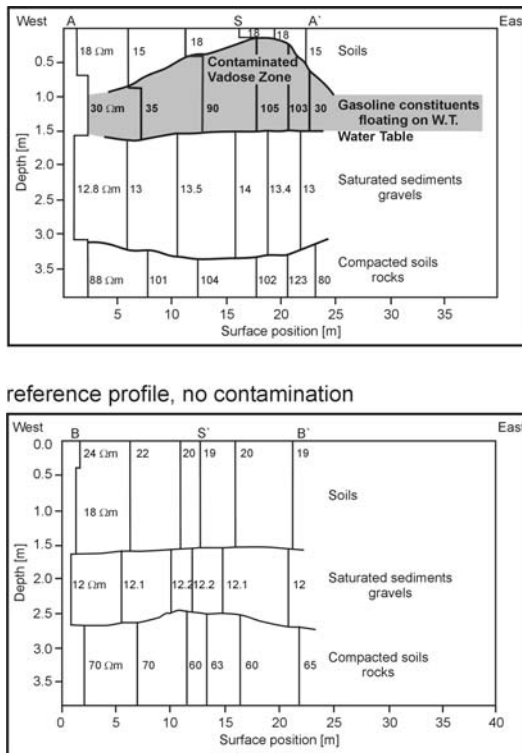 West A S A` East
18 Ωm 15 18 18 18 15 Soils
0.5
Contaminated
Vadose Zone
1.0
30 Ωm 35 90 105 103 30 Gasoline constituents
floating on W.T.
1.5
Water Table
Depth [m]
2.0
12.8 Ωm 13 13.5 14 13.4 13 Saturated sediments
gravels
2.5
3.0
Compacted soils
rocks
3.5
88 Ωm 101 104 102 123 80
5 10 15 20 25 30 35
Surface position [m]
reference profile, no contamination
West B S` B` East
0.0
24 Ωm 22 20 19 20 19
0.5
Soils
1.0
18 Ωm
1.5
Depth [m]
2.0
12 Ωm 12.1 12.2 12.2 12.1 12 Saturated sediments
gravels
2.5
3.0
70 Ωm 70 60 63 60 65 Compacted soils
rocks
3.5
0 5 10 15 20 25 30 35 40
Surface position [m]